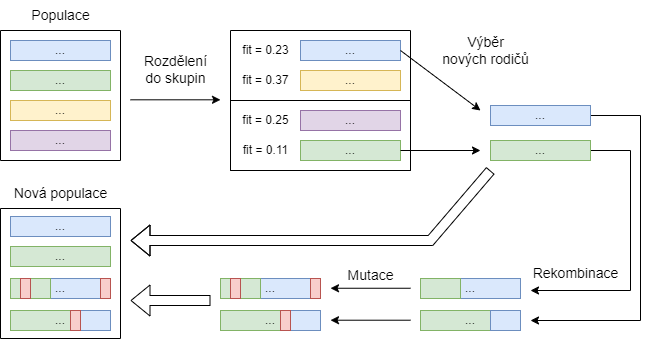 Populace
...
...
...
...
Rozdělení
do skupin
fit = 0.23
...
fit = 0.37
...
fit = 0.25
...
fit = 0.11
...
Výběr
nových rodičů
...
...
Nová populace
...
...
...
...
Mutace
...
...
Rekombinace
...
...